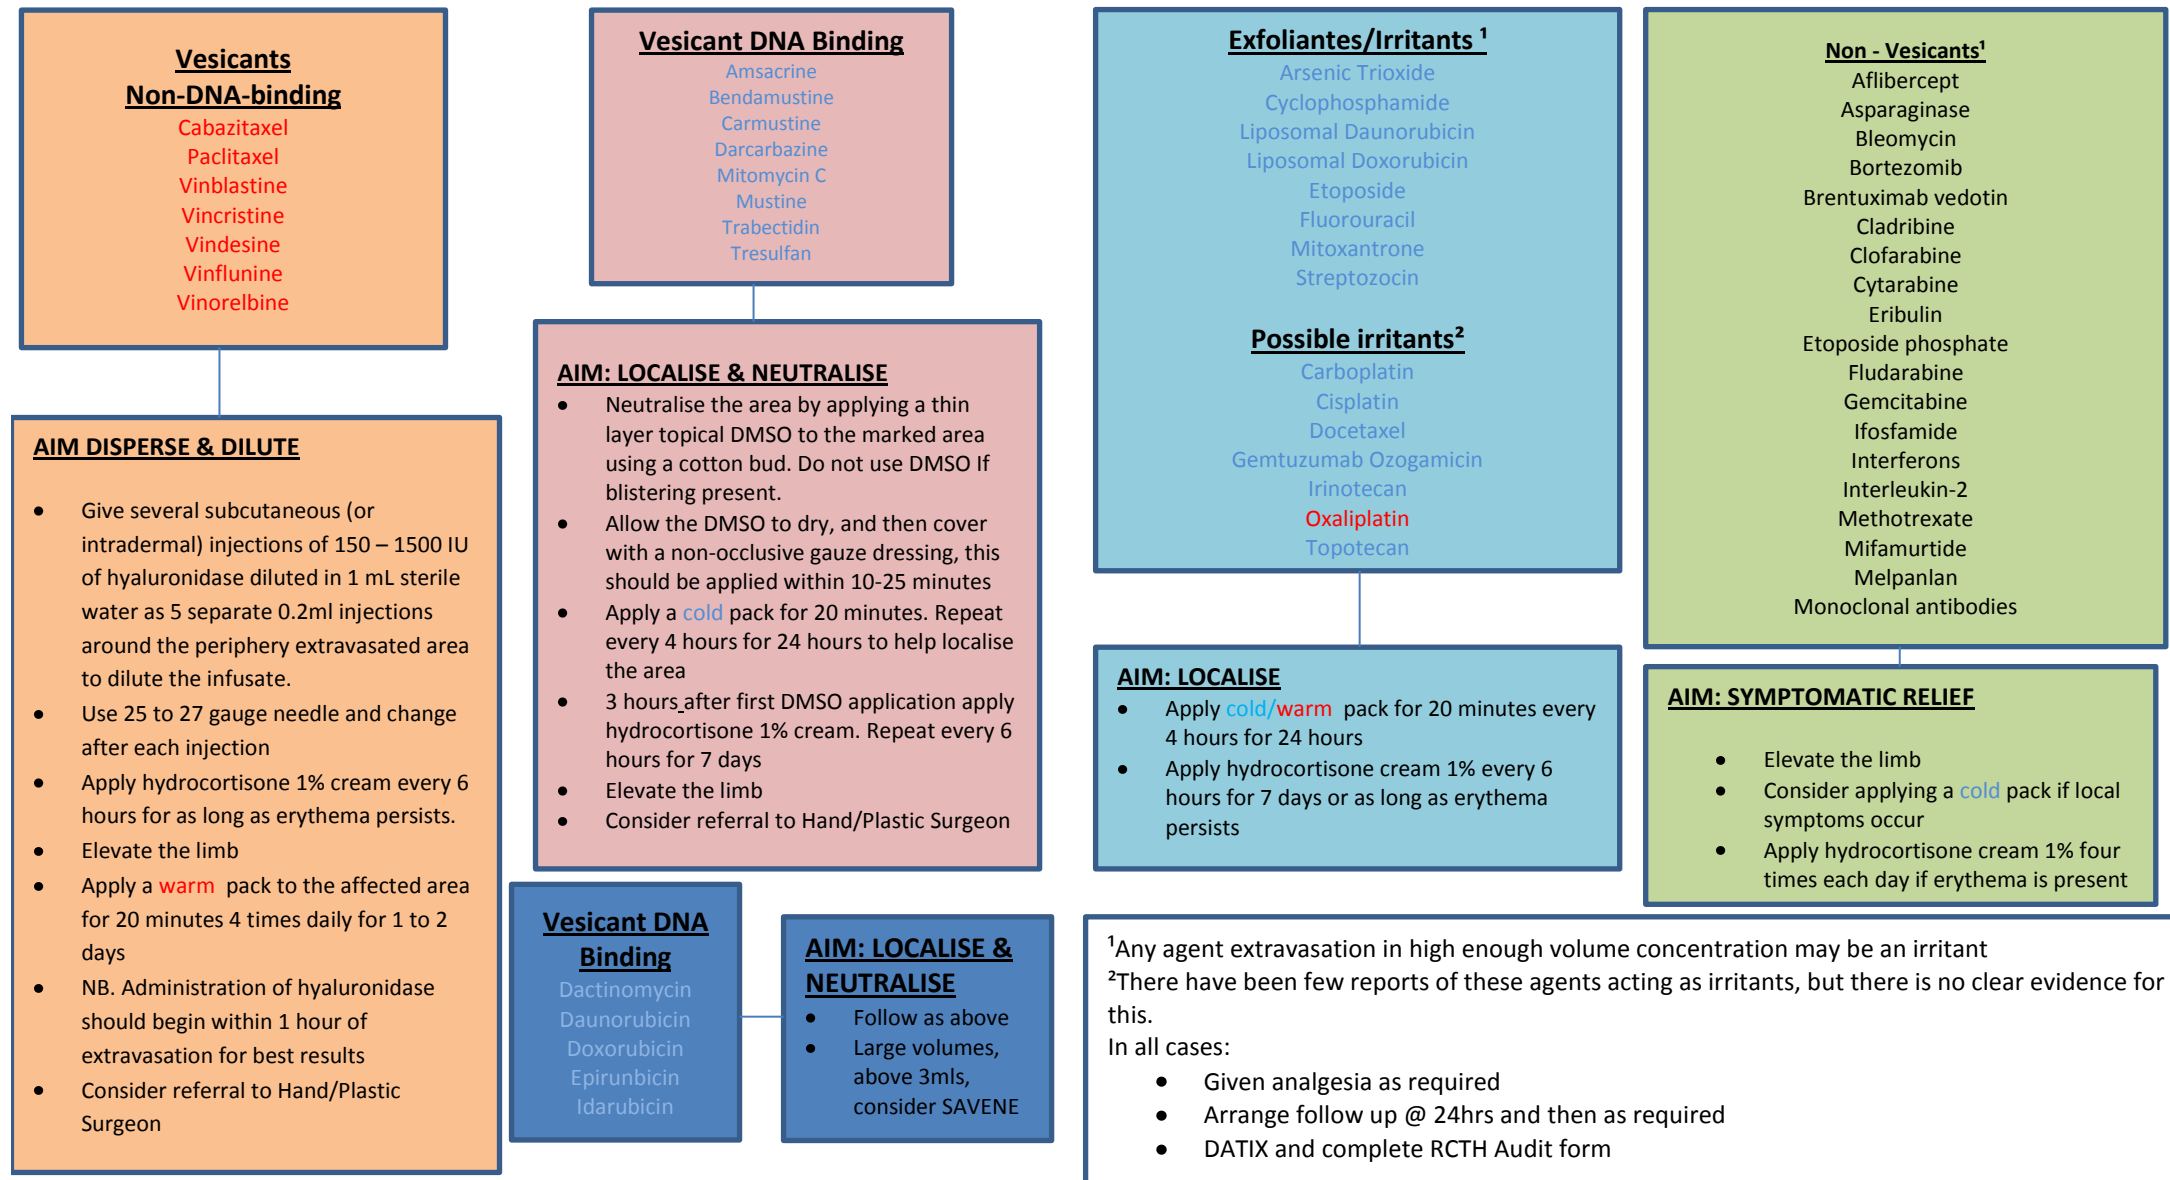 Vesicants
Non-DNA-binding
Cabazitaxel
Paclitaxel
Vinblastine
Vincristine
Vindesine
Vinflunine
Vinorelbine
AIM DISPERSE & DILUTE
• Give several subcutaneous (or
intradermal) injections of 150 – 1500 IU
of hyaluronidase diluted in 1 mL sterile
water as 5 separate 0.2ml injections
around the periphery extravasated area
to dilute the infusate.
• Use 25 to 27 gauge needle and change
after each injection
• Apply hydrocortisone 1% cream every 6
hours for as long as erythema persists.
• Elevate the limb
• Apply a warm pack to the affected area
for 20 minutes 4 times daily for 1 to 2
days
• NB. Administration of hyaluronidase
should begin within 1 hour of
extravasation for best results
• Consider referral to Hand/Plastic
Surgeon
Vesicant DNA Binding
Amsacrine
Bendamustine
Carmustine
Darcarbazine
Mitomycin C
Mustine
Trabectidin
Tresulfan
AIM: LOCALISE & NEUTRALISE
• Neutralise the area by applying a thin
layer topical DMSO to the marked area
using a cotton bud. Do not use DMSO If
blistering present.
• Allow the DMSO to dry, and then cover
with a non-occlusive gauze dressing, this
should be applied within 10-25 minutes
• Apply a cold pack for 20 minutes. Repeat
every 4 hours for 24 hours to help localise
the area
• 3 hours after first DMSO application apply
hydrocortisone 1% cream. Repeat every 6
hours for 7 days
• Elevate the limb
• Consider referral to Hand/Plastic Surgeon
Vesicant DNA
Binding
Dactinomycin
Daunorubicin
Doxorubicin
Epirunbicin
Idarubicin
AIM: LOCALISE &
NEUTRALISE
• Follow as above
• Large volumes,
above 3mls,
consider SAVENE
Exfoliantes/Irritants ¹
Arsenic Trioxide
Cyclophosphamide
Liposomal Daunorubicin
Liposomal Doxorubicin
Etoposide
Fluorouracil
Mitoxantrone
Streptozocin
Possible irritants²
Carboplatin
Cisplatin
Docetaxel
Gemtuzumab Ozogamicin
Irinotecan
Oxaliplatin
Topotecan
AIM: LOCALISE
• Apply cold/warm pack for 20 minutes every
4 hours for 24 hours
• Apply hydrocortisone cream 1% every 6
hours for 7 days or as long as erythema
persists
Non - Vesicants¹
Aflibercept
Asparaginase
Bleomycin
Bortezomib
Brentuximab vedotin
Cladribine
Clofarabine
Cytarabine
Eribulin
Etoposide phosphate
Fludarabine
Gemcitabine
Ifosfamide
Interferons
Interleukin-2
Methotrexate
Mifamurtide
Melpanlan
Monoclonal antibodies
AIM: SYMPTOMATIC RELIEF
• Elevate the limb
• Consider applying a cold pack if local
symptoms occur
• Apply hydrocortisone cream 1% four
times each day if erythema is present
¹Any agent extravasation in high enough volume concentration may be an irritant
²There have been few reports of these agents acting as irritants, but there is no clear evidence for
this.
In all cases:
• Given analgesia as required
• Arrange follow up @ 24hrs and then as required
• DATIX and complete RCTH Audit form